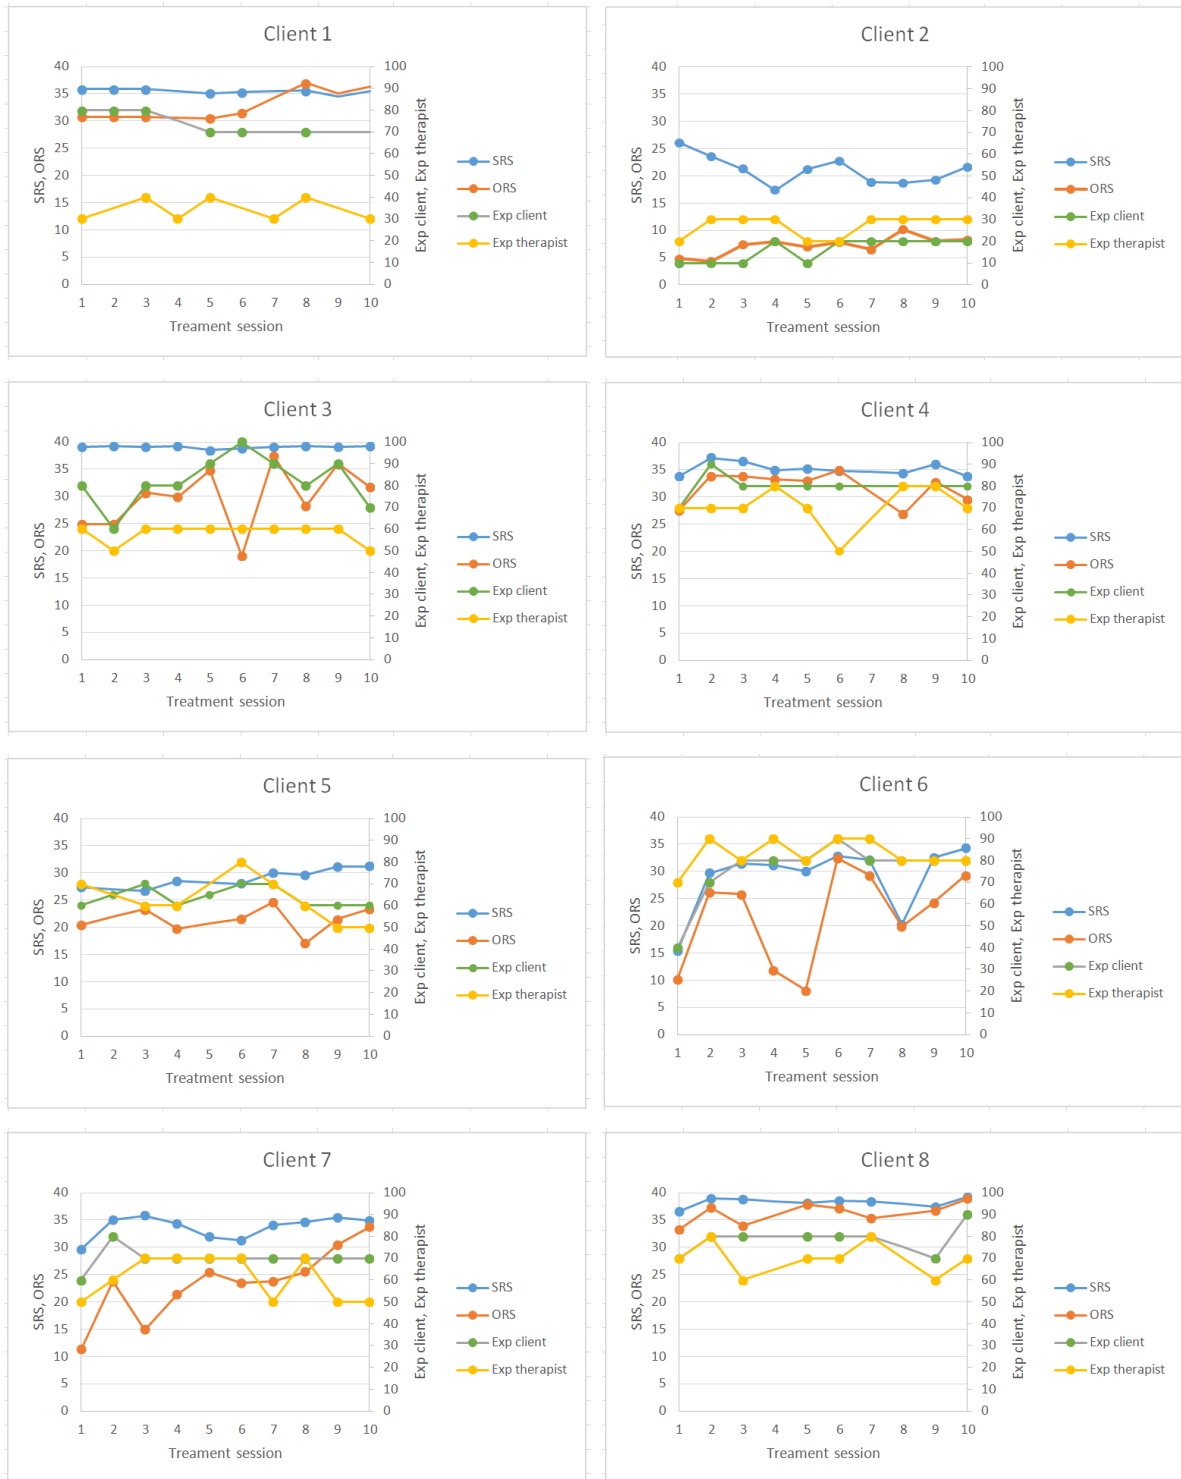 Client 1
40
35
30
25
20
15
10
5
0
SRS, ORS
100
90
80
70
60
50
40
30
20
10
0
Exp client, Exp therapist
1 2 3 4 5 6 7 8 9 10
Treament session
SRS
ORS
Exp client
Exp therapist
Client 2
40
35
30
25
20
15
10
5
0
SRS, ORS
100
90
80
70
60
50
40
30
20
10
0
Exp client, Exp therapist
1 2 3 4 5 6 7 8 9 10
Treament session
SRS
ORS
Exp client
Exp therapist
Client 3
40
35
30
25
20
15
10
5
0
SRS, ORS
100
90
80
70
60
50
40
30
20
10
0
Exp client, Exp therapist
1 2 3 4 5 6 7 8 9 10
Treatment session
SRS
ORS
Exp client
Exp therapist
Client 4
40
35
30
25
20
15
10
5
0
SRS, ORS
100
90
80
70
60
50
40
30
20
10
0
Exp client, Exp therapist
1 2 3 4 5 6 7 8 9 10
Treatment session
SRS
ORS
Exp client
Exp therapist
Client 5
40
35
30
25
20
15
10
5
0
SRS, ORS
100
90
80
70
60
50
40
30
20
10
0
Exp client, Exp therapist
1 2 3 4 5 6 7 8 9 10
Treatment session
SRS
ORS
Exp client
Exp therapist
Client 6
40
35
30
25
20
15
10
5
0
SRS, ORS
100
90
80
70
60
50
40
30
20
10
0
Exp client, Exp therapist
1 2 3 4 5 6 7 8 9 10
Treament session
SRS
ORS
Exp client
Exp therapist
Client 7
40
35
30
25
20
15
10
5
0
SRS, ORS
100
90
80
70
60
50
40
30
20
10
0
Exp client, Exp therapist
1 2 3 4 5 6 7 8 9 10
Treament session
SRS
ORS
Exp client
Exp therapist
Client 8
40
35
30
25
20
15
10
5
0
SRS, ORS
100
90
80
70
60
50
40
30
20
10
0
Exp client, Exp therapist
1 2 3 4 5 6 7 8 9 10
Treament session
SRS
ORS
Exp client
Exp therapist